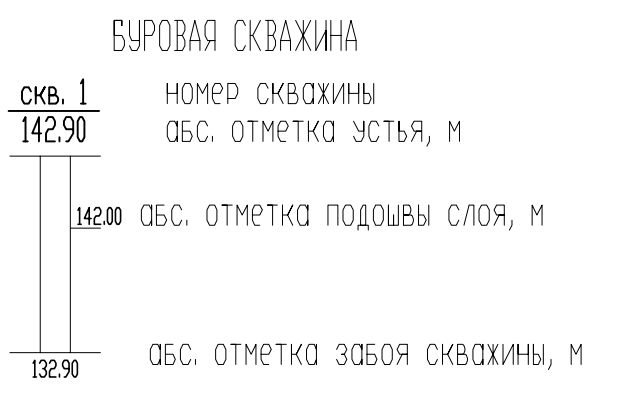 БУРОВАЯ СКВАЖИНА
скв. 1 номер скважины
142.90 абс. отметка устья, м
142.00 абс. отметка подошвы слоя, м
абс. отметка забоя скважины, м
132.90